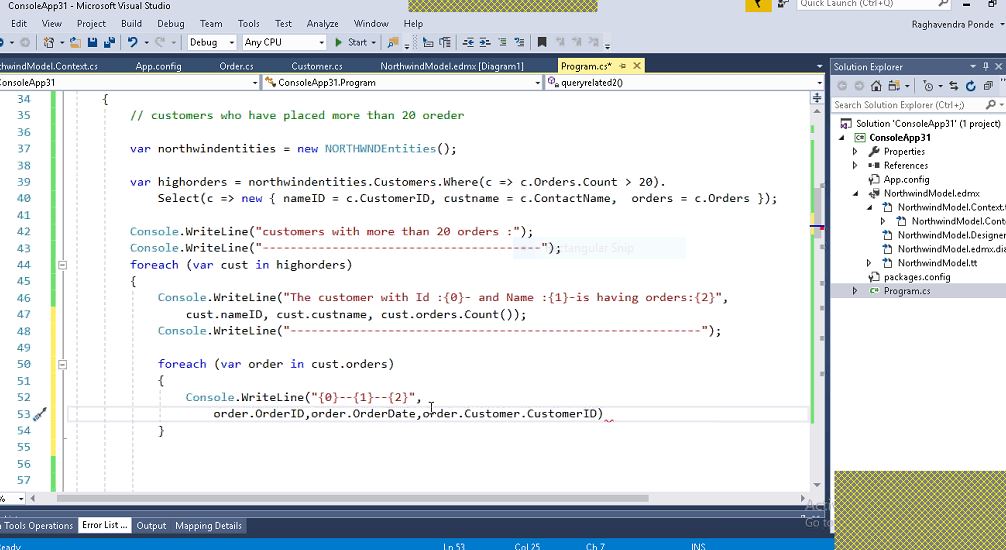 ConsoleApp31 - Microsoft Visual Studio
Quick Launch (Ctrl+Q)
Edit View Project Build Debug Team Tools Test Analyze Window Help
Raghavendra Ponde
Debug Any CPU Start
rthwindModel.Context.cs App.config Order.cs Customer.cs NorthwindModel.edmx [Diagram1] Program.cs*
onsoleApp31 ConsoleApp31.Program queryrelated2()
34 {
35 // customers who have placed more than 20 oreder
36
37 var northwindentities = new NORTHWNDEntities();
38
39 var highorders = northwindentities.Customers.Where(c => c.Orders.Count > 20).
40 Select(c => new { nameID = c.CustomerID, custname = c.ContactName, orders = c.Orders });
41
42 Console.WriteLine("customers with more than 20 orders :");
43 Console.WriteLine("----------------------------------------");
44 foreach (var cust in highorders)
45 {
46 Console.WriteLine("The customer with Id :{0}- and Name :{1}-is having orders:{2}",
47 cust.nameID, cust.custname, cust.orders.Count());
48 Console.WriteLine("-----------------------------------------------------------");
49
50 foreach (var order in cust.orders)
51 {
52 Console.WriteLine("{0}--{1}--{2}",
53 order.OrderID,order.OrderDate,order.Customer.CustomerID)
54 }
55
56
57
ectangular Snip
Solution Explorer
Search Solution Explorer (Ctrl+;)
Solution 'ConsoleApp31' (1 project)
ConsoleApp31
Properties
References
App.config
NorthwindModel.edmx
NorthwindModel.Context.t
NorthwindModel.Cont
NorthwindModel.Designer
NorthwindModel.edmx.dia
NorthwindModel.tt
packages.config
Program.cs
%
Acti
Go to
a Tools Operations Error List ... Output Mapping Details
Ready Ln 53 Col 25 Ch 7 INS